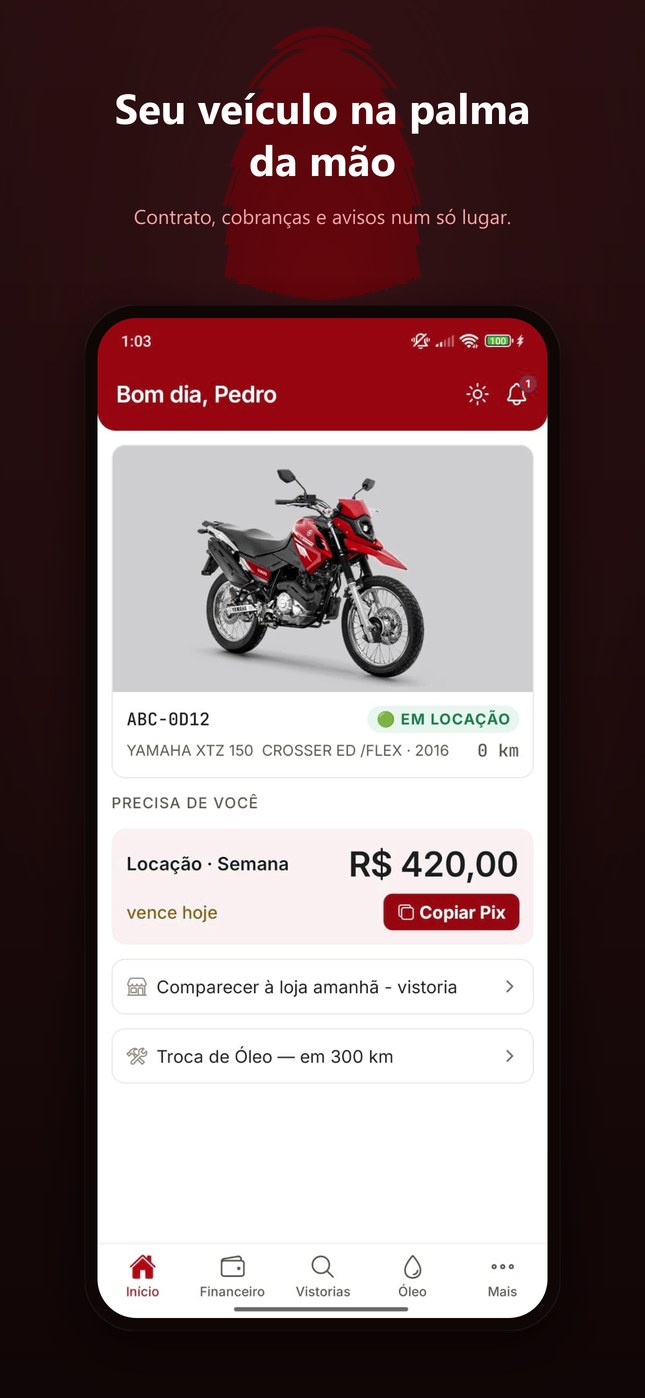 Seu veículo na palma
da mão
Contrato, cobranças e avisos num só lugar.
1:03
100
Bom dia, Pedro
1
YAMAHA
ABC-0D12
EM LOCAÇÃO
YAMAHA XTZ 150 CROSSER ED /FLEX · 2016
0 km
PRECISA DE VOCÊ
Locação · Semana
R$ 420,00
vence hoje
Copiar Pix
Comparecer à loja amanhã - vistoria
Troca de Óleo — em 300 km
Início
Financeiro
Vistorias
Óleo
Mais